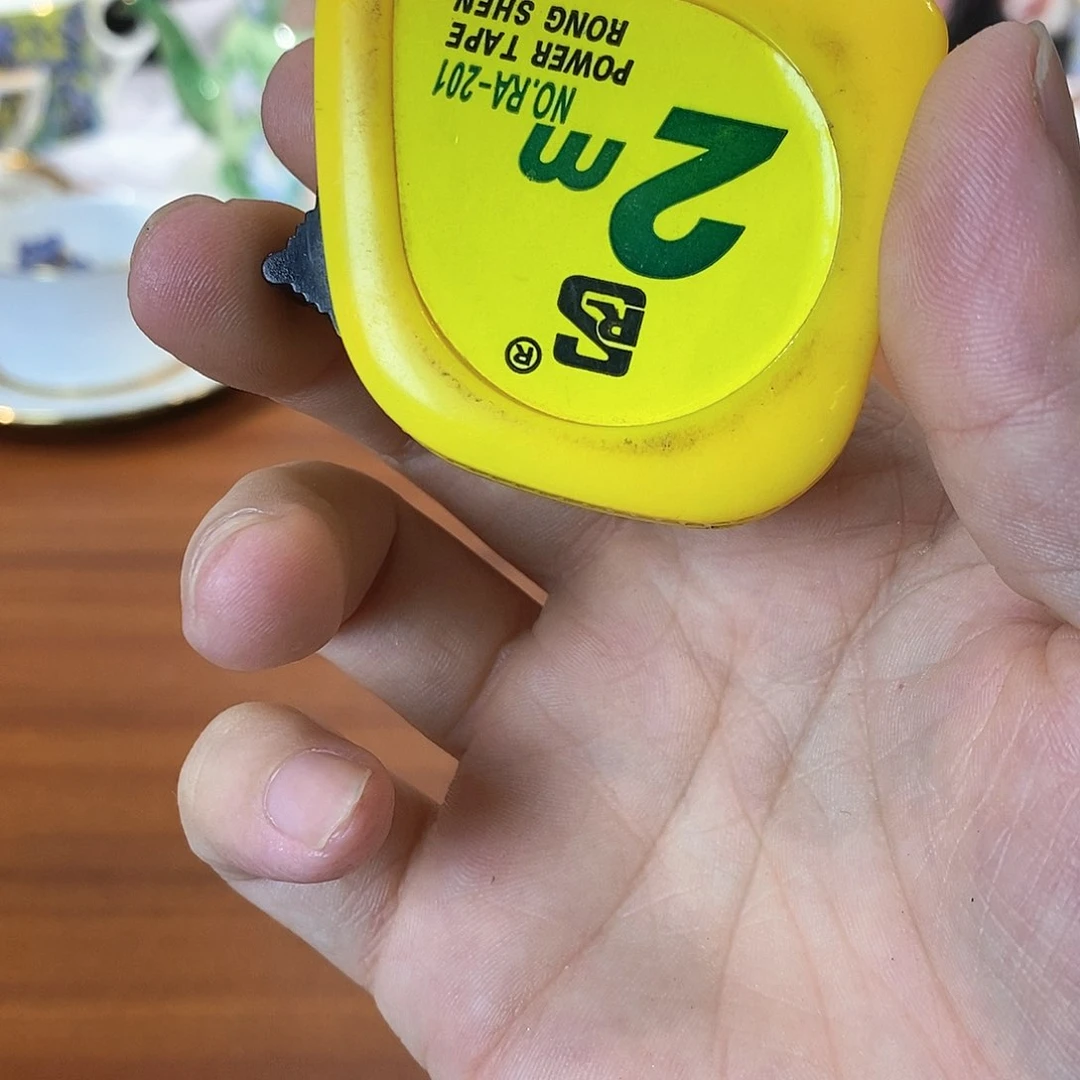 RS ®
2m
NO.RA-201
POWER TAPE
RONG SHEN